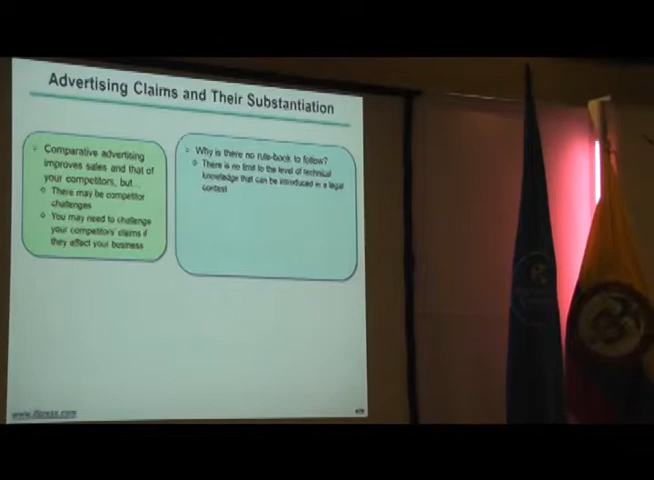 Advertising Claims and Their Substantiation
Comparative advertising
improves sales and that of
your competitors, but...
There may be competitor
challenges
You may need to challenge
your competitors' claims if
they affect your business
Why is there no rule-book to follow?
There is no limit to the level of technical
knowledge that can be introduced in a legal
contest